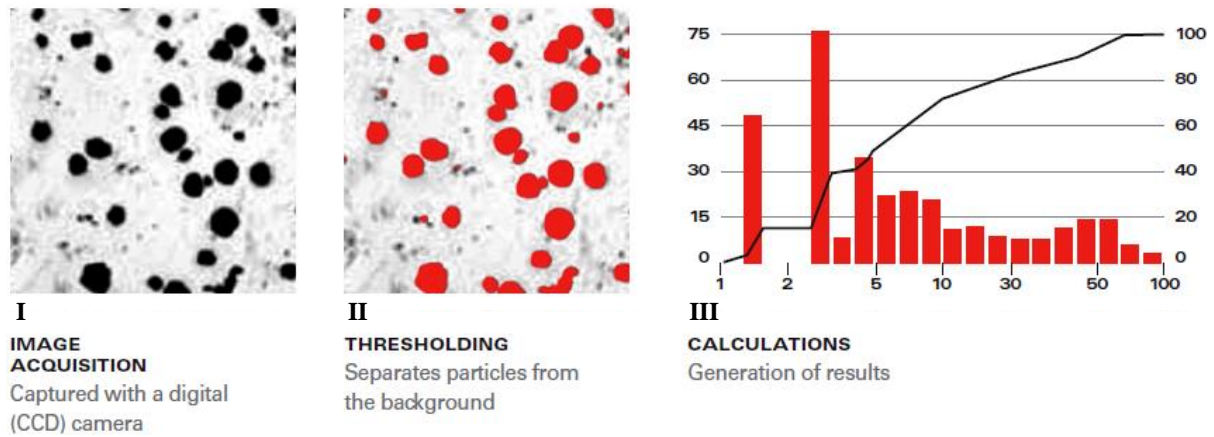 75
60
45
30
15
0
100
80
60
40
20
0
1 2 5 10 30 50 100
I
IMAGE
ACQUISITION
Captured with a digital
(CCD) camera
II
THRESHOLDING
Separates particles from
the background
III
CALCULATIONS
Generation of results